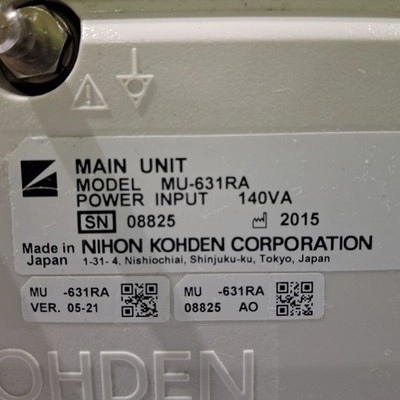 MAIN UNIT
MODEL MU-631RA
POWER INPUT 140VA
SN 08825 2015
Made in Japan NIHON KOHDEN CORPORATION
1-31-4, Nishiochiai, Shinjuku-ku, Tokyo, Japan
MU -631RA
VER. 05-21
MU -631RA
08825 AO
OHDEN